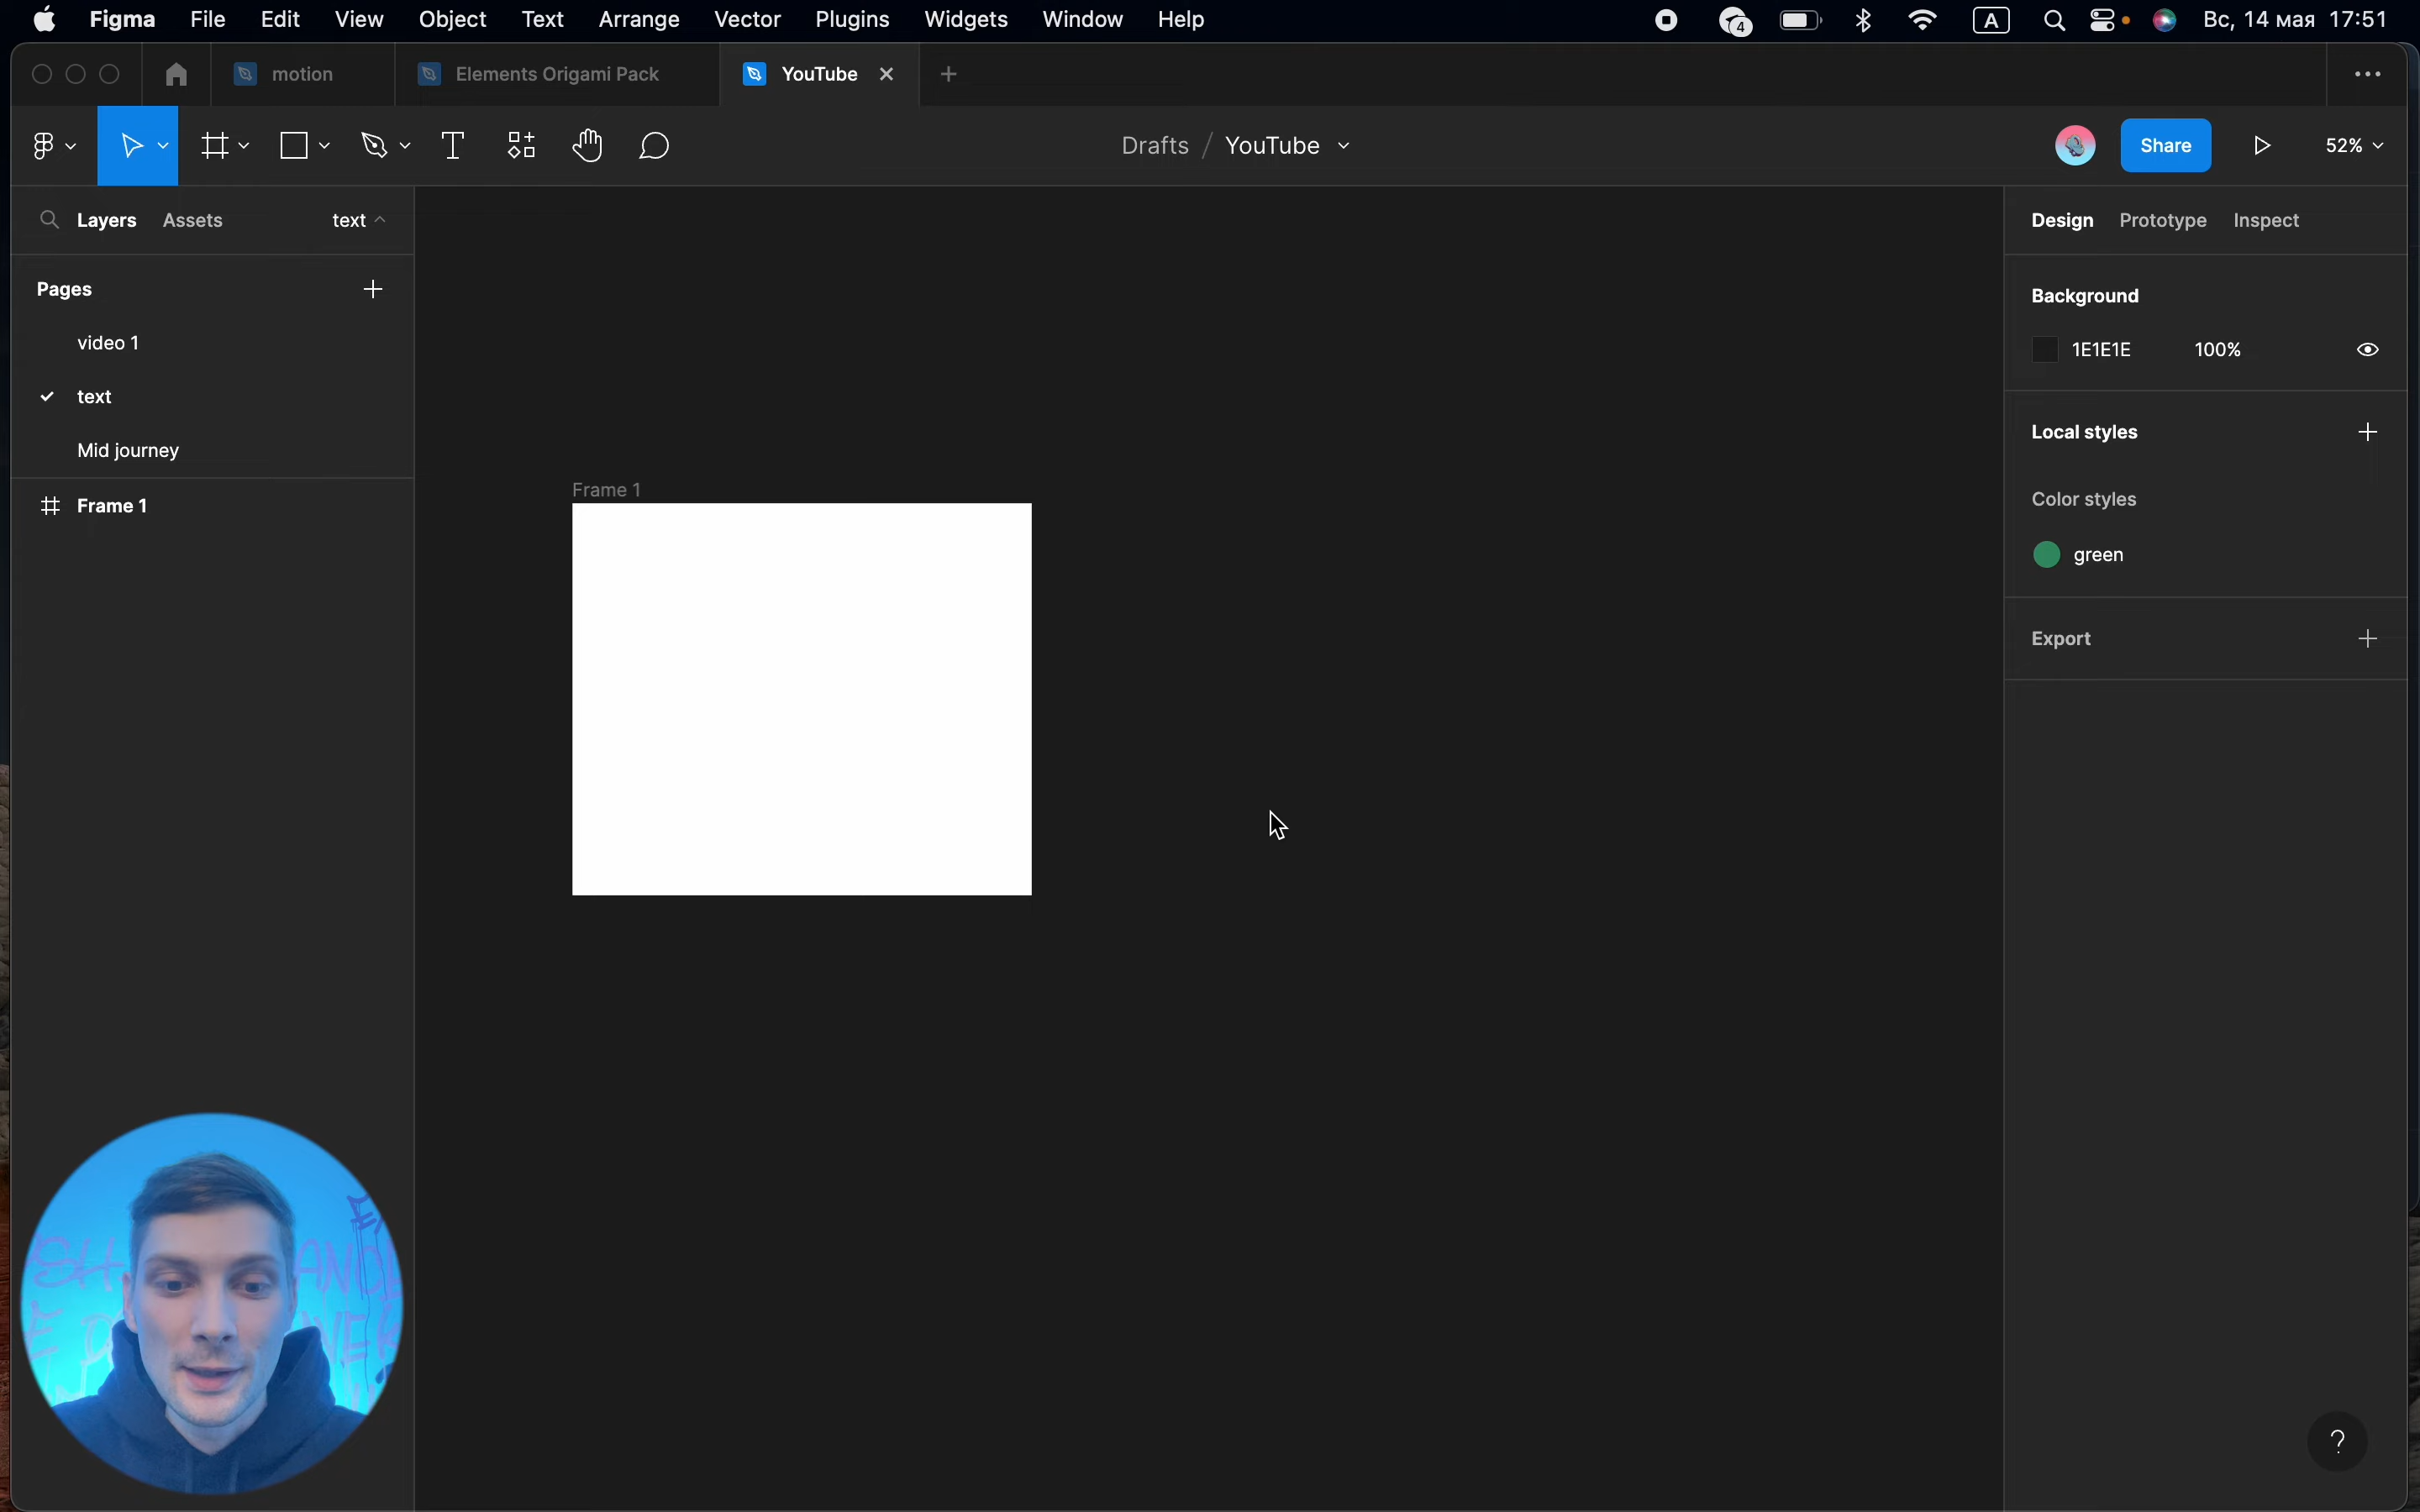 Figma File Edit View Object Text Arrange Vector Plugins Widgets Window Help 4 A Вс, 14 мая 17:51
motion Elements Origami Pack YouTube
Drafts / YouTube Share 52%
Layers Assets text
Design Prototype Inspect
Pages
video 1
text
Mid journey
Frame 1
Frame 1
Background
1E1E1E 100%
Local styles
Color styles
green
Export
?